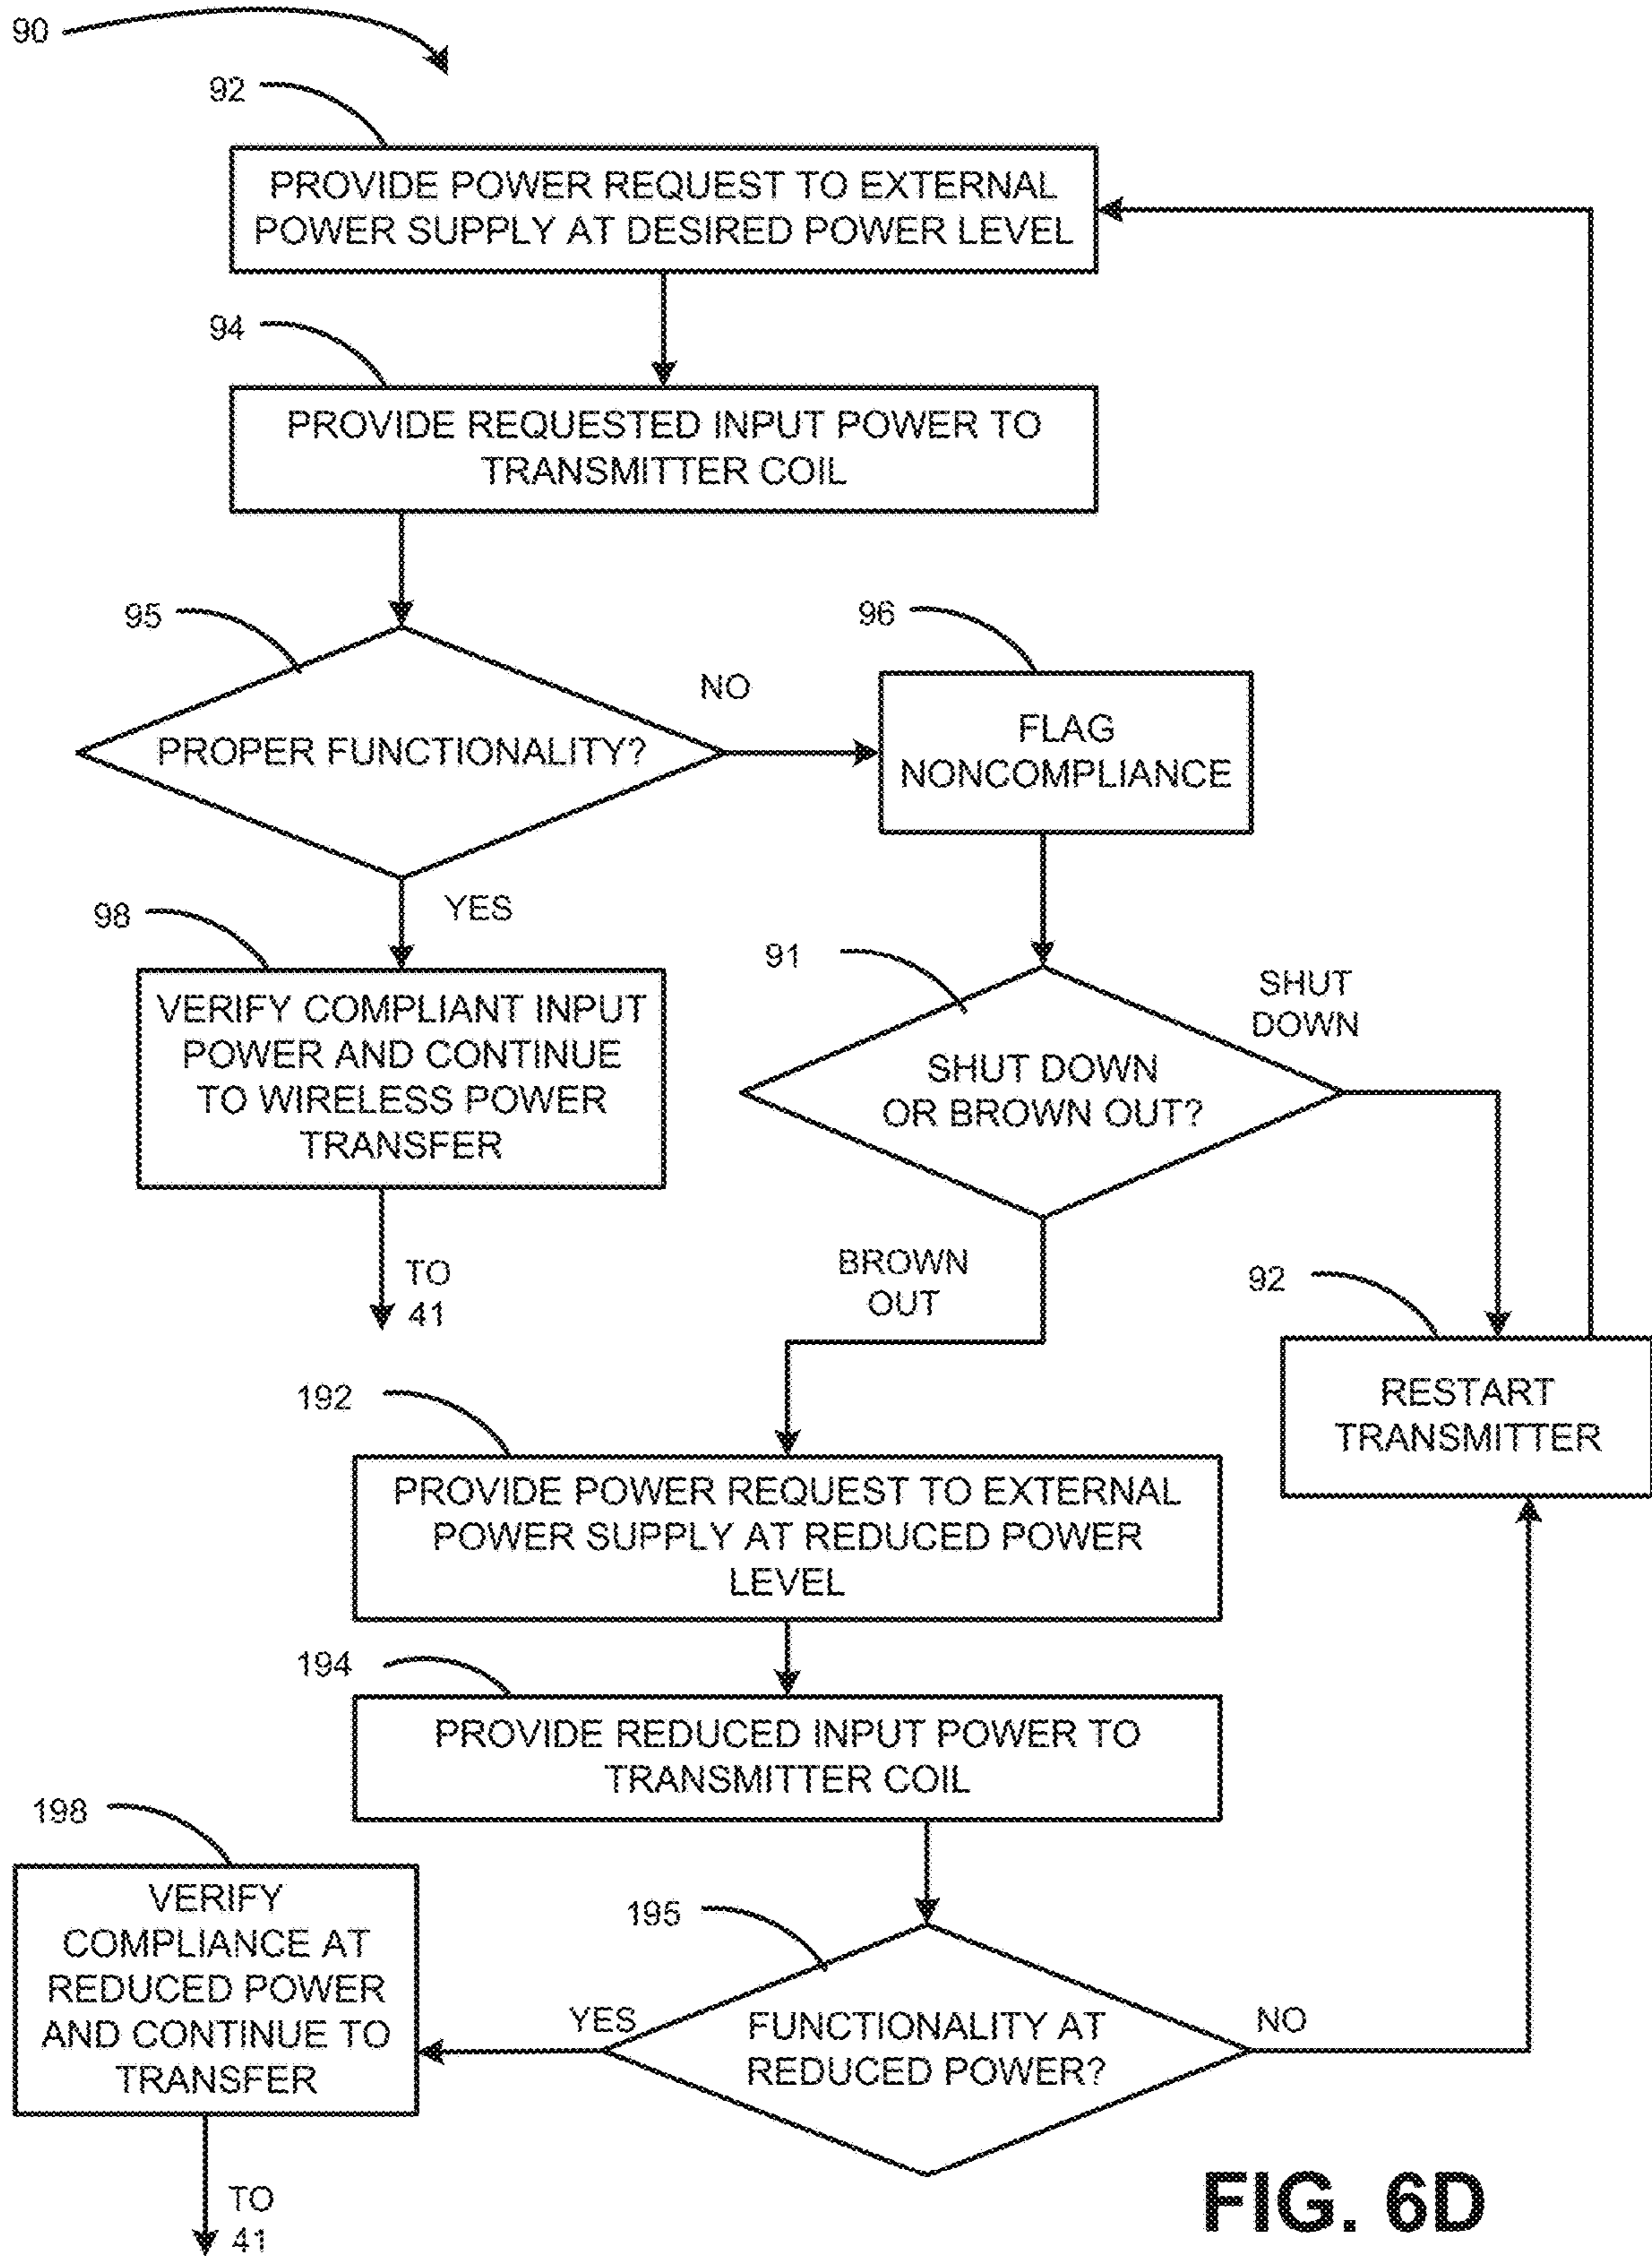 90
92
PROVIDE POWER REQUEST TO EXTERNAL
POWER SUPPLY AT DESIRED POWER LEVEL
94
PROVIDE REQUESTED INPUT POWER TO
TRANSMITTER COIL
95
PROPER FUNCTIONALITY?
NO
96
FLAG
NONCOMPLIANCE
YES
98
VERIFY COMPLIANT INPUT
POWER AND CONTINUE
TO WIRELESS POWER
TRANSFER
TO
41
91
SHUT DOWN
OR BROWN OUT?
SHUT
DOWN
BROWN
OUT
92
RESTART
TRANSMITTER
192
PROVIDE POWER REQUEST TO EXTERNAL
POWER SUPPLY AT REDUCED POWER
LEVEL
194
PROVIDE REDUCED INPUT POWER TO
TRANSMITTER COIL
195
FUNCTIONALITY AT
REDUCED POWER?
YES
NO
198
VERIFY
COMPLIANCE AT
REDUCED POWER
AND CONTINUE TO
TRANSFER
TO
41
FIG. 6D